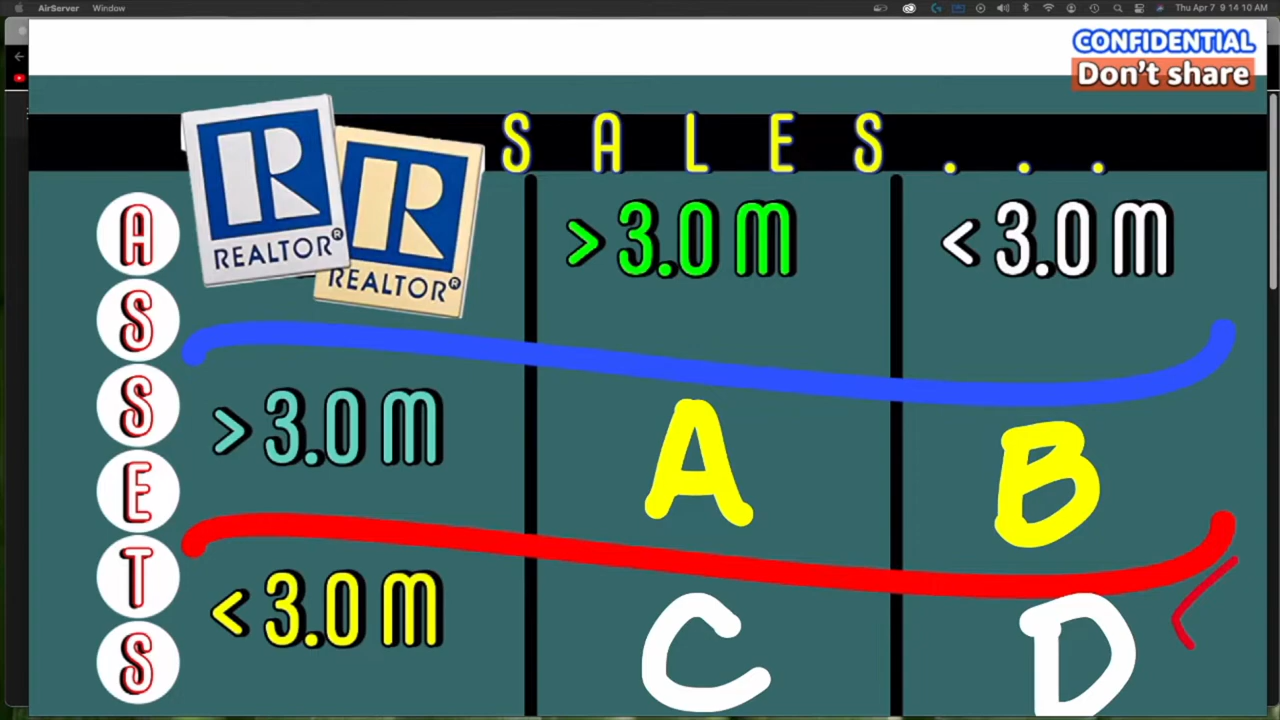 AirServer Window Thu Apr 7 9 14 10 AM
CONFIDENTIAL
Don't share
SALES...
REALTOR®
REALTOR®
>3.0 M
<3.0 M
ASSETS
>3.0 M
A
B
<3.0 M
C
D